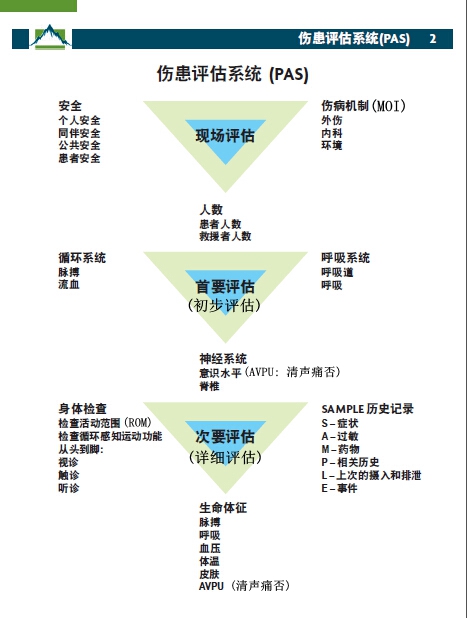 伤患评估系统(PAS) 2
伤患评估系统 (PAS)
安全
个人安全
同伴安全
公共安全
患者安全
现场评估
伤病机制(MOI)
外伤
内科
环境
人数
患者人数
救援者人数
循环系统
脉搏
流血
首要评估
(初步评估)
呼吸系统
呼吸道
呼吸
神经系统
意识水平(AVPU: 清声痛否)
脊椎
身体检查
检查活动范围(ROM)
检查循环感知运动功能
从头到脚:
视诊
触诊
听诊
次要评估
(详细评估)
SAMPLE 历史记录
S–症状
A–过敏
M–药物
P–相关历史
L–上次的摄入和排泄
E–事件
生命体征
脉搏
呼吸
血压
体温
皮肤
AVPU (清声痛否)